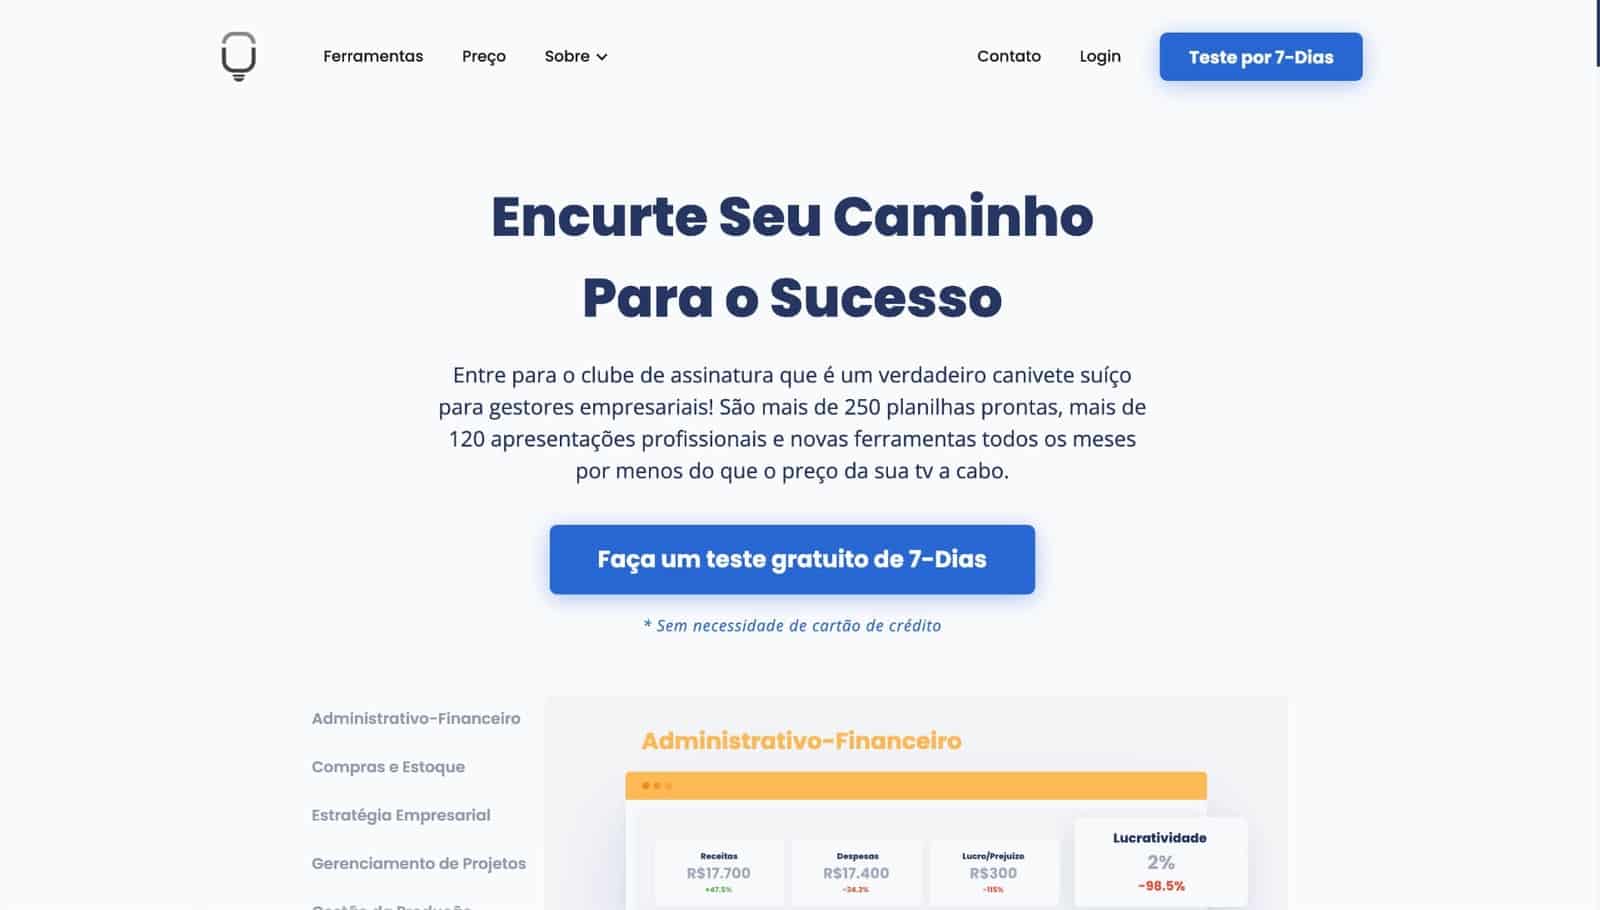 Ferramentas
Preço
Sobre
Contato
Login
Teste por 7-Dias
Encurte Seu Caminho
Para o Sucesso
Entre para o clube de assinatura que é um verdadeiro canivete suíço
para gestores empresariais! São mais de 250 planilhas prontas, mais de
120 apresentações profissionais e novas ferramentas todos os meses
por menos do que o preço da sua tv a cabo.
Faça um teste gratuito de 7-Dias
* Sem necessidade de cartão de crédito
Administrativo-Financeiro
Compras e Estoque
Estratégia Empresarial
Gerenciamento de Projetos
Gestão da Produção
Administrativo-Financeiro
Receitas
R$17.700
+47.5%
Despesas
R$17.400
-34.2%
Lucro/Prejuízo
R$300
-115%
Lucratividade
2%
-98.5%